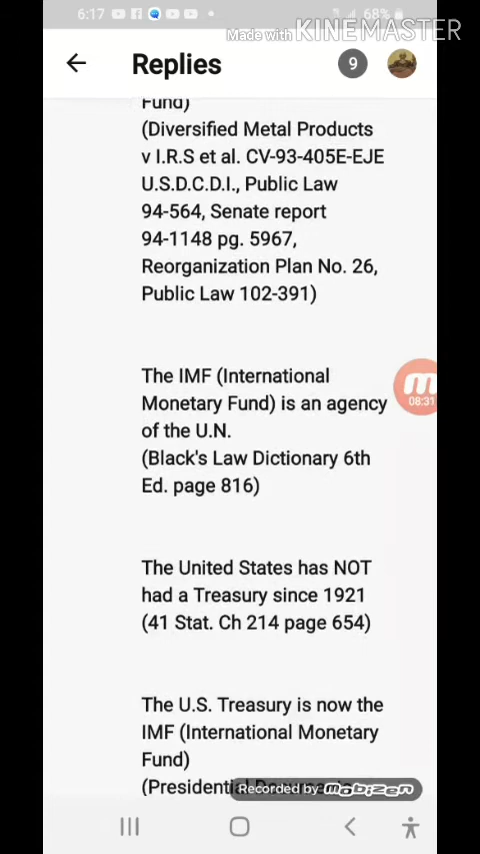 6:17
68%
Made with KINEMASTER
Replies
9
Fund)
(Diversified Metal Products
v I.R.S et al. CV-93-405E-EJE
U.S.D.C.D.I., Public Law
94-564, Senate report
94-1148 pg. 5967,
Reorganization Plan No. 26,
Public Law 102-391)
The IMF (International
Monetary Fund) is an agency
of the U.N.
(Black's Law Dictionary 6th
Ed. page 816)
08:31
The United States has NOT
had a Treasury since 1921
(41 Stat. Ch 214 page 654)
The U.S. Treasury is now the
IMF (International Monetary
Fund)
(Presidential
Recorded by Mobizen